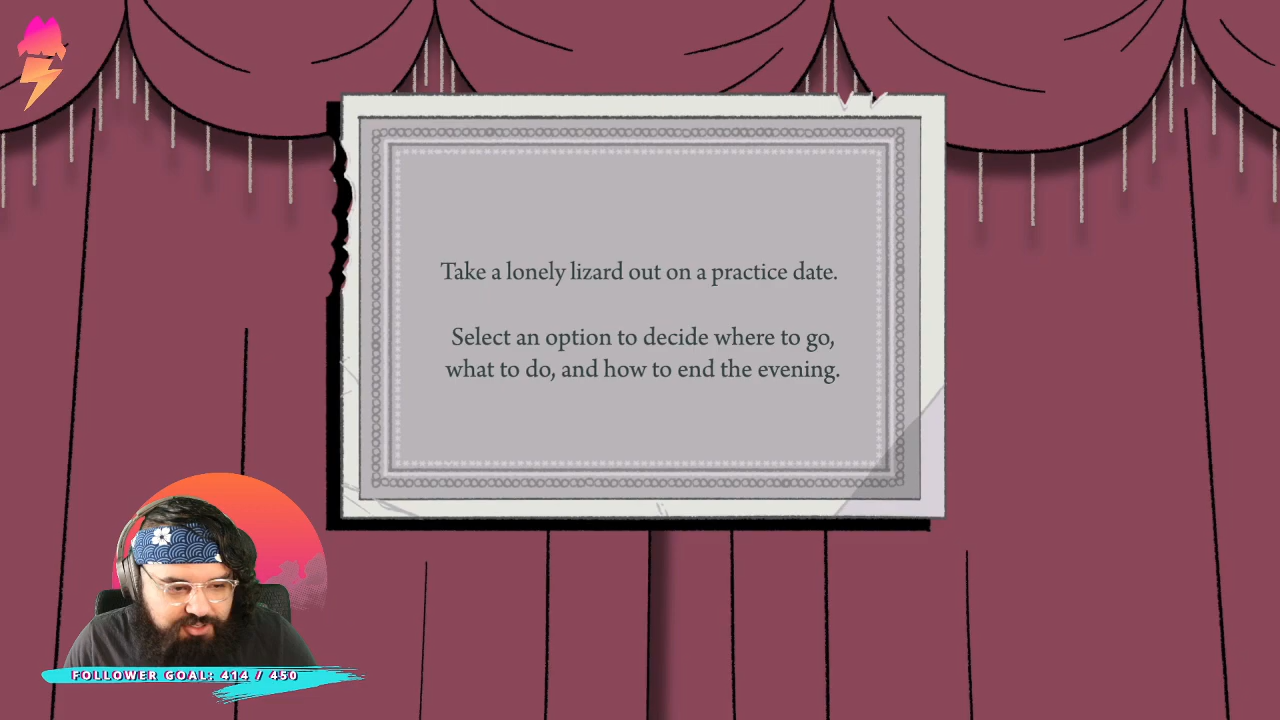 Take a lonely lizard out on a practice date.
Select an option to decide where to go,
what to do, and how to end the evening.
FOLLOWER GOAL: 414 // 450